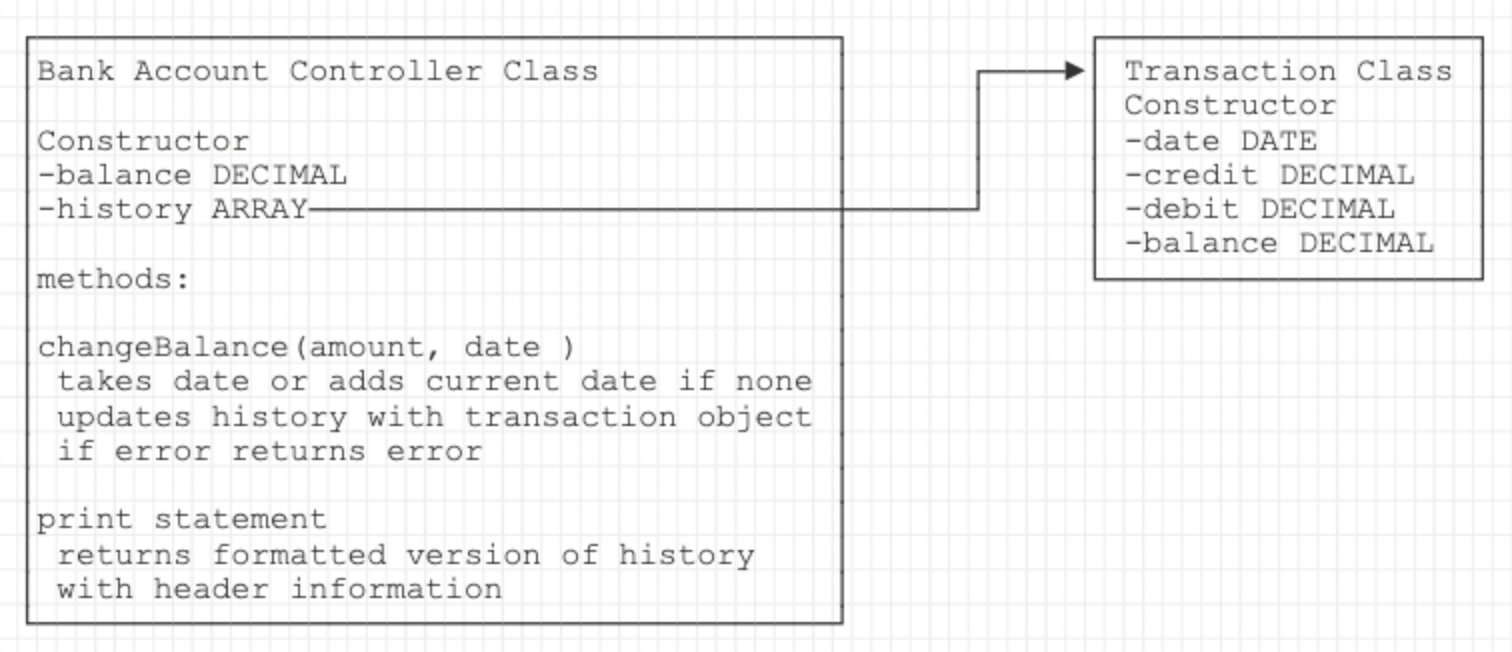 Bank Account Controller Class
Constructor
-balance DECIMAL
-history ARRAY
methods:
changeBalance(amount, date )
takes date or adds current date if none
updates history with transaction object
if error returns error
print statement
returns formatted version of history
with header information
Transaction Class
Constructor
-date DATE
-credit DECIMAL
-debit DECIMAL
-balance DECIMAL